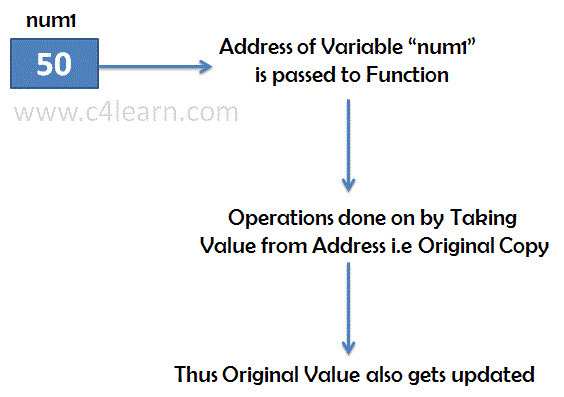 num1
50
Address of Variable “num1”
is passed to Function
www.c4learn.com
Operations done on by Taking
Value from Address i.e Original Copy
Thus Original Value also gets updated